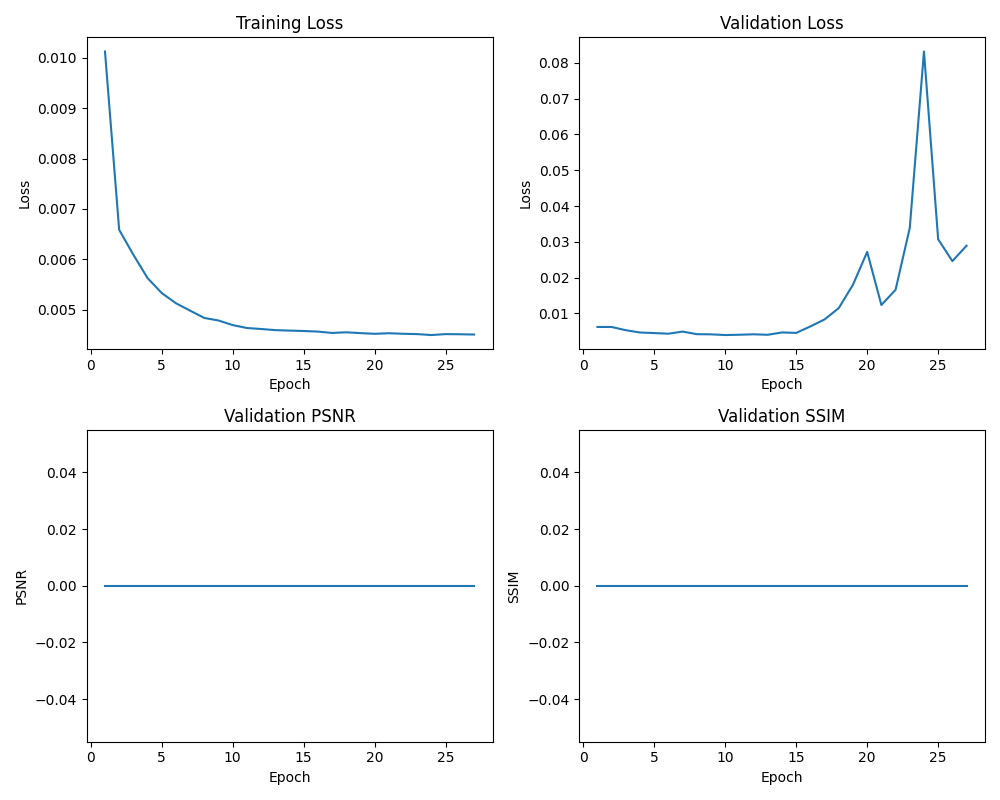 Training Loss
0.010
0.009
0.008
0.007
0.006
0.005
Loss
0 5 10 15 20 25
Epoch
Validation Loss
0.08
0.07
0.06
0.05
0.04
0.03
0.02
0.01
Loss
0 5 10 15 20 25
Epoch
Validation PSNR
0.04
0.02
0.00
−0.02
−0.04
PSNR
0 5 10 15 20 25
Epoch
Validation SSIM
0.04
0.02
0.00
−0.02
−0.04
SSIM
0 5 10 15 20 25
Epoch